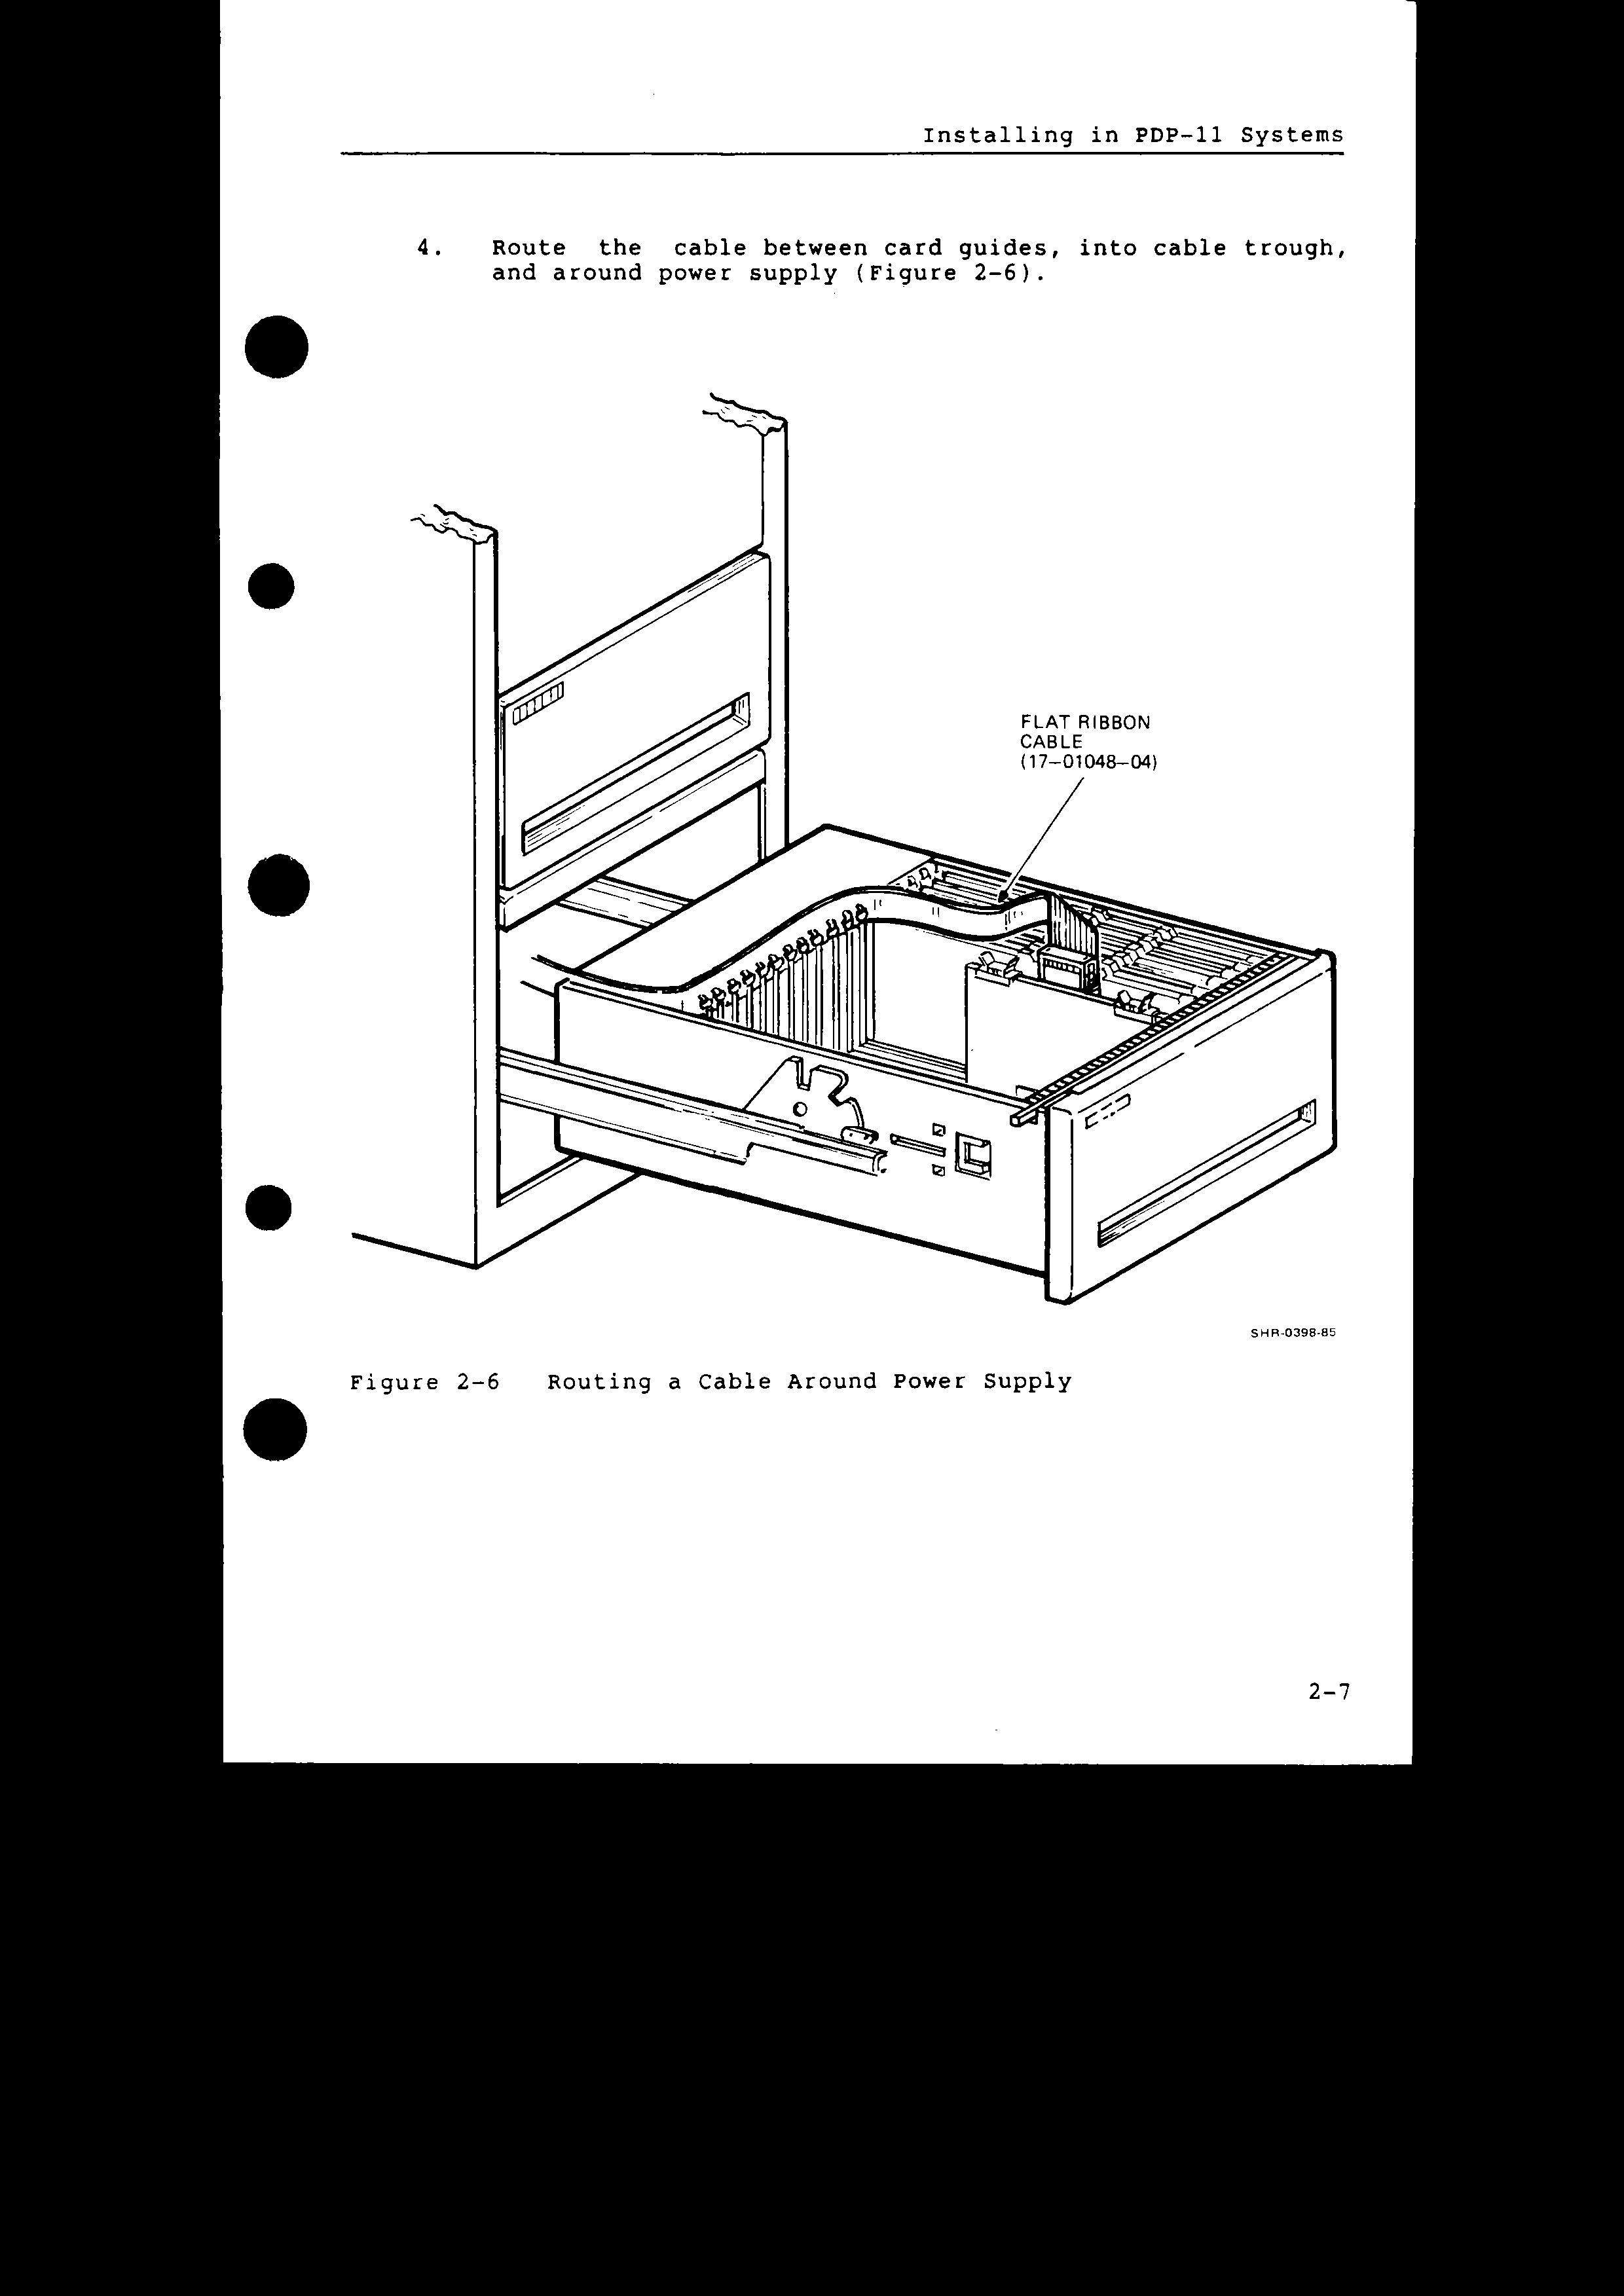 Installing in PDP-11 Systems
4. Route the cable between card guides, into cable trough,
and around power supply (Figure 2-6).
FLAT RIBBON
CABLE
(17-01048-04)
SHR-0398-85
Figure 2-6 Routing a Cable Around Power Supply
2-7